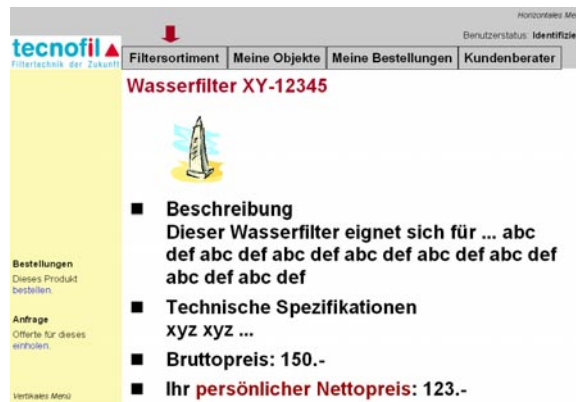 Horizontales Me
Benutzerstatus: Identifizie
tecnofil
Filtertechnik der Zukunft
Filtersortiment Meine Objekte Meine Bestellungen Kundenberater
Wasserfilter XY-12345
Beschreibung
Dieser Wasserfilter eignet sich für ... abc
def abc def abc def abc def abc def abc def
abc def abc def
Technische Spezifikationen
xyz xyz ...
Bruttopreis: 150.-
Ihr persönlicher Nettopreis: 123.-
Bestellungen
Dieses Produkt
bestellen.
Anfrage
Offerte für dieses
einholen.
Vertikales Menü